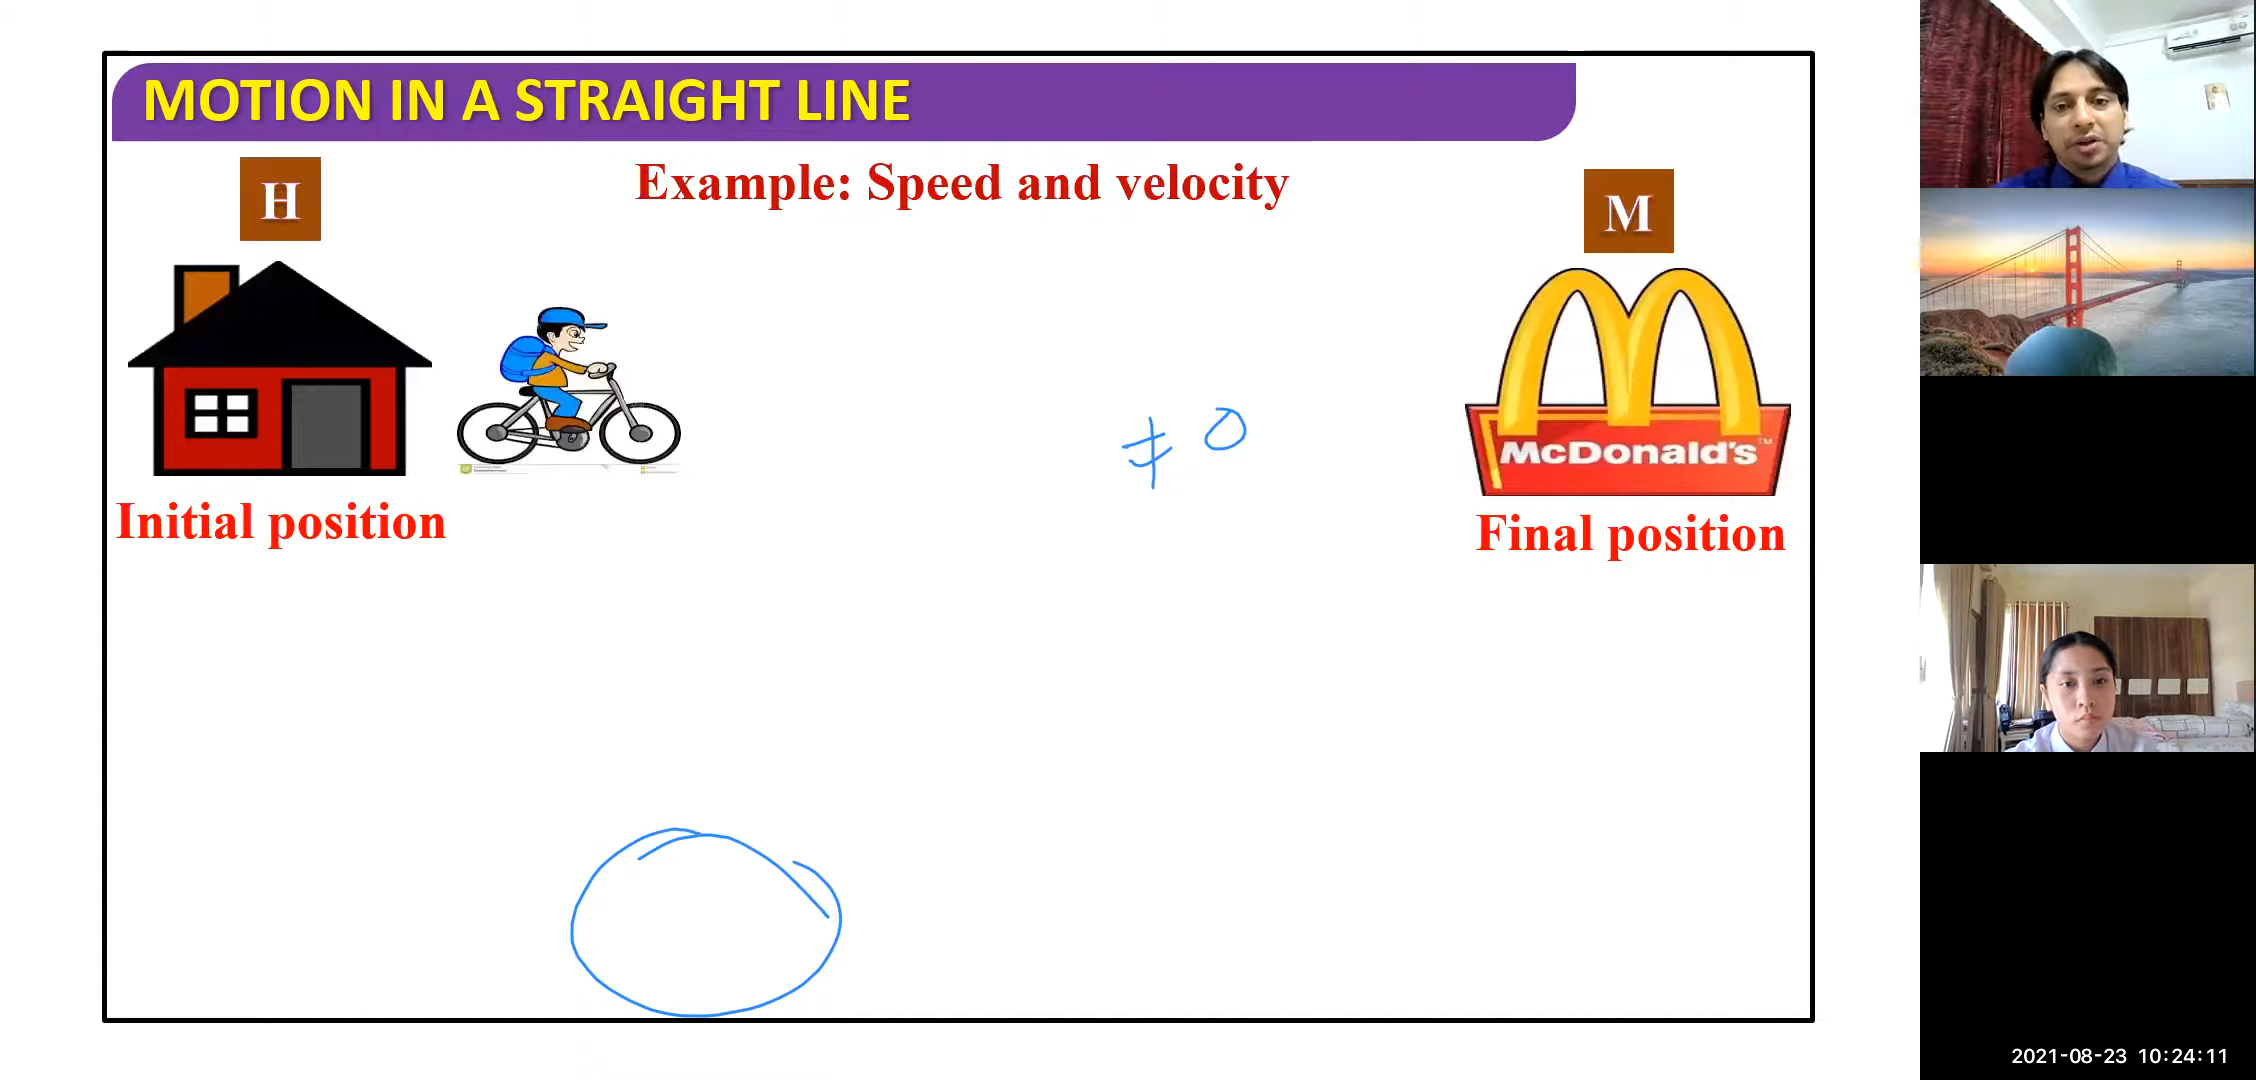 MOTION IN A STRAIGHT LINE
H
Example: Speed and velocity
M
≠ 0
McDonald's™
Initial position
Final position
2021-08-23 10:24:11